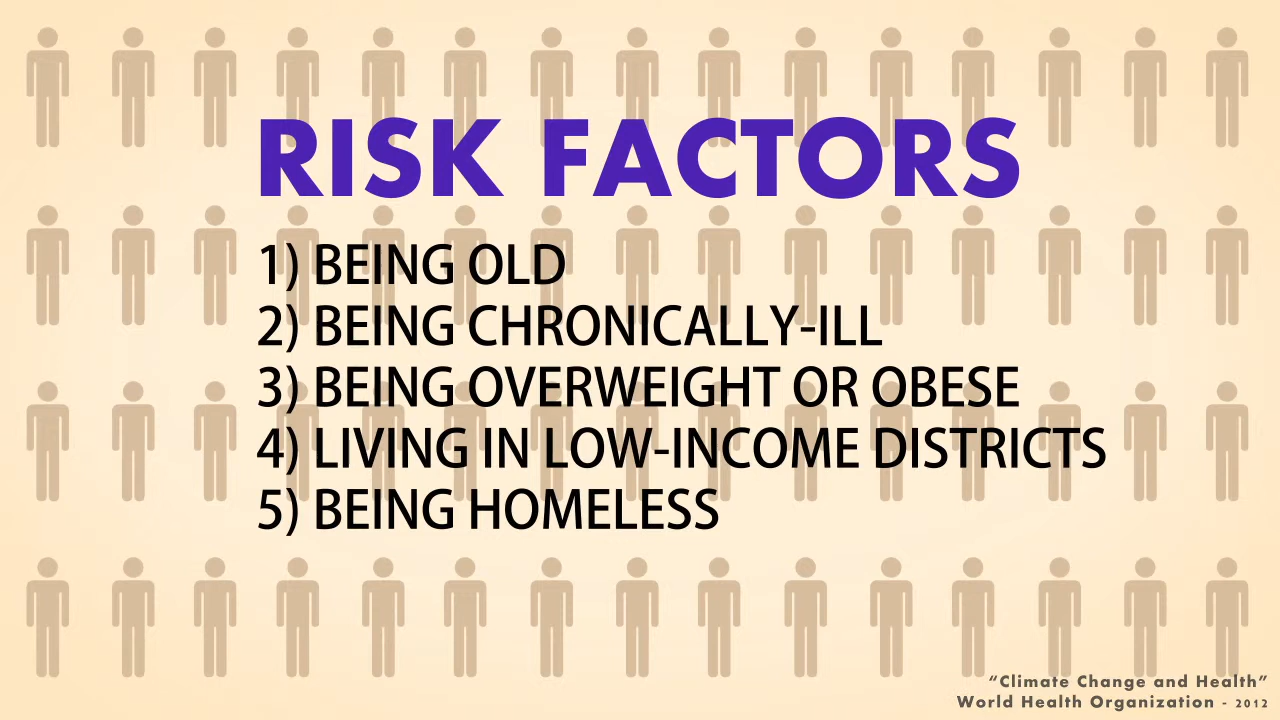 RISK FACTORS
1) BEING OLD
2) BEING CHRONICALLY-ILL
3) BEING OVERWEIGHT OR OBESE
4) LIVING IN LOW-INCOME DISTRICTS
5) BEING HOMELESS
“Climate Change and Health”
World Health Organization - 2012